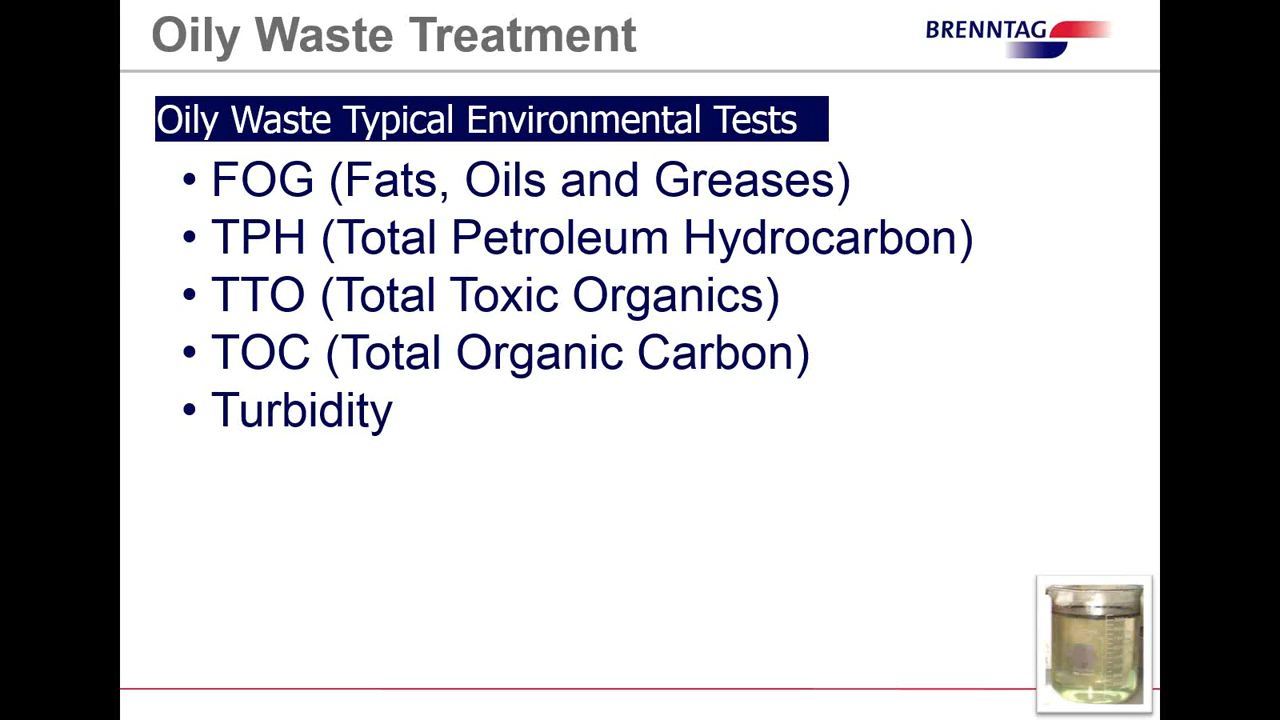 Oily Waste Treatment
BRENNTAG
Oily Waste Typical Environmental Tests
• FOG (Fats, Oils and Greases)
• TPH (Total Petroleum Hydrocarbon)
• TTO (Total Toxic Organics)
• TOC (Total Organic Carbon)
• Turbidity